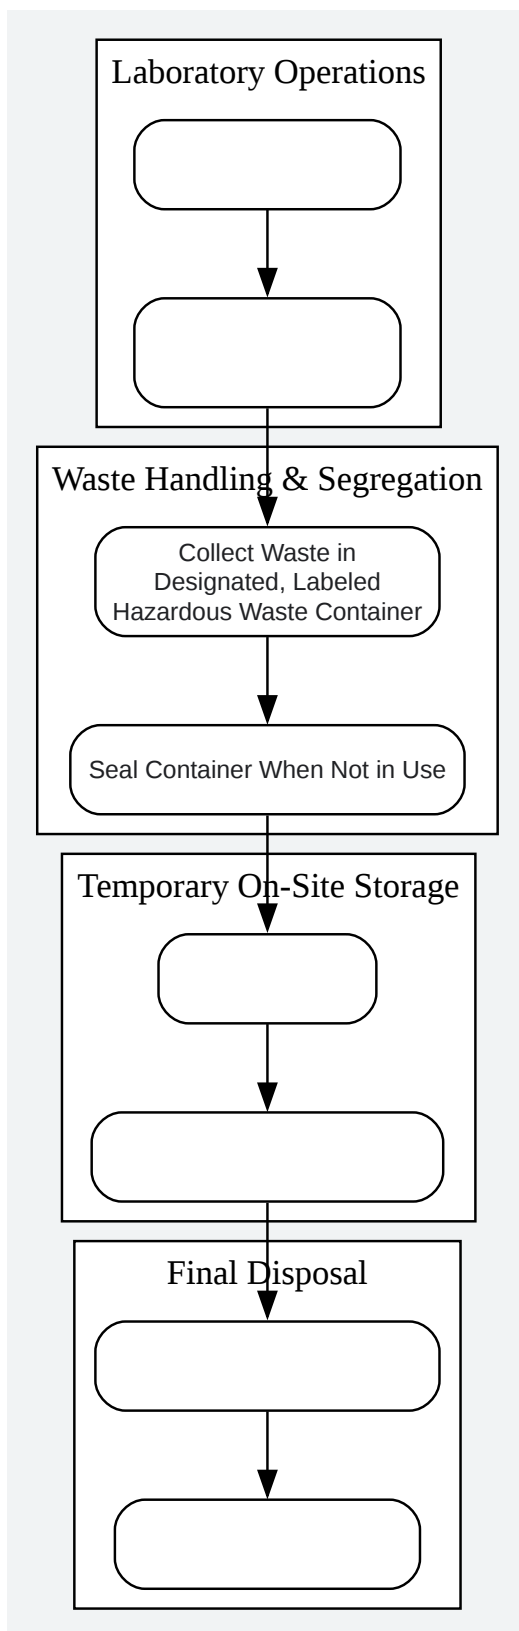 Laboratory Operations
Waste Handling & Segregation
Collect Waste in
Designated, Labeled
Hazardous Waste Container
Seal Container When Not in Use
Temporary On-Site Storage
Final Disposal